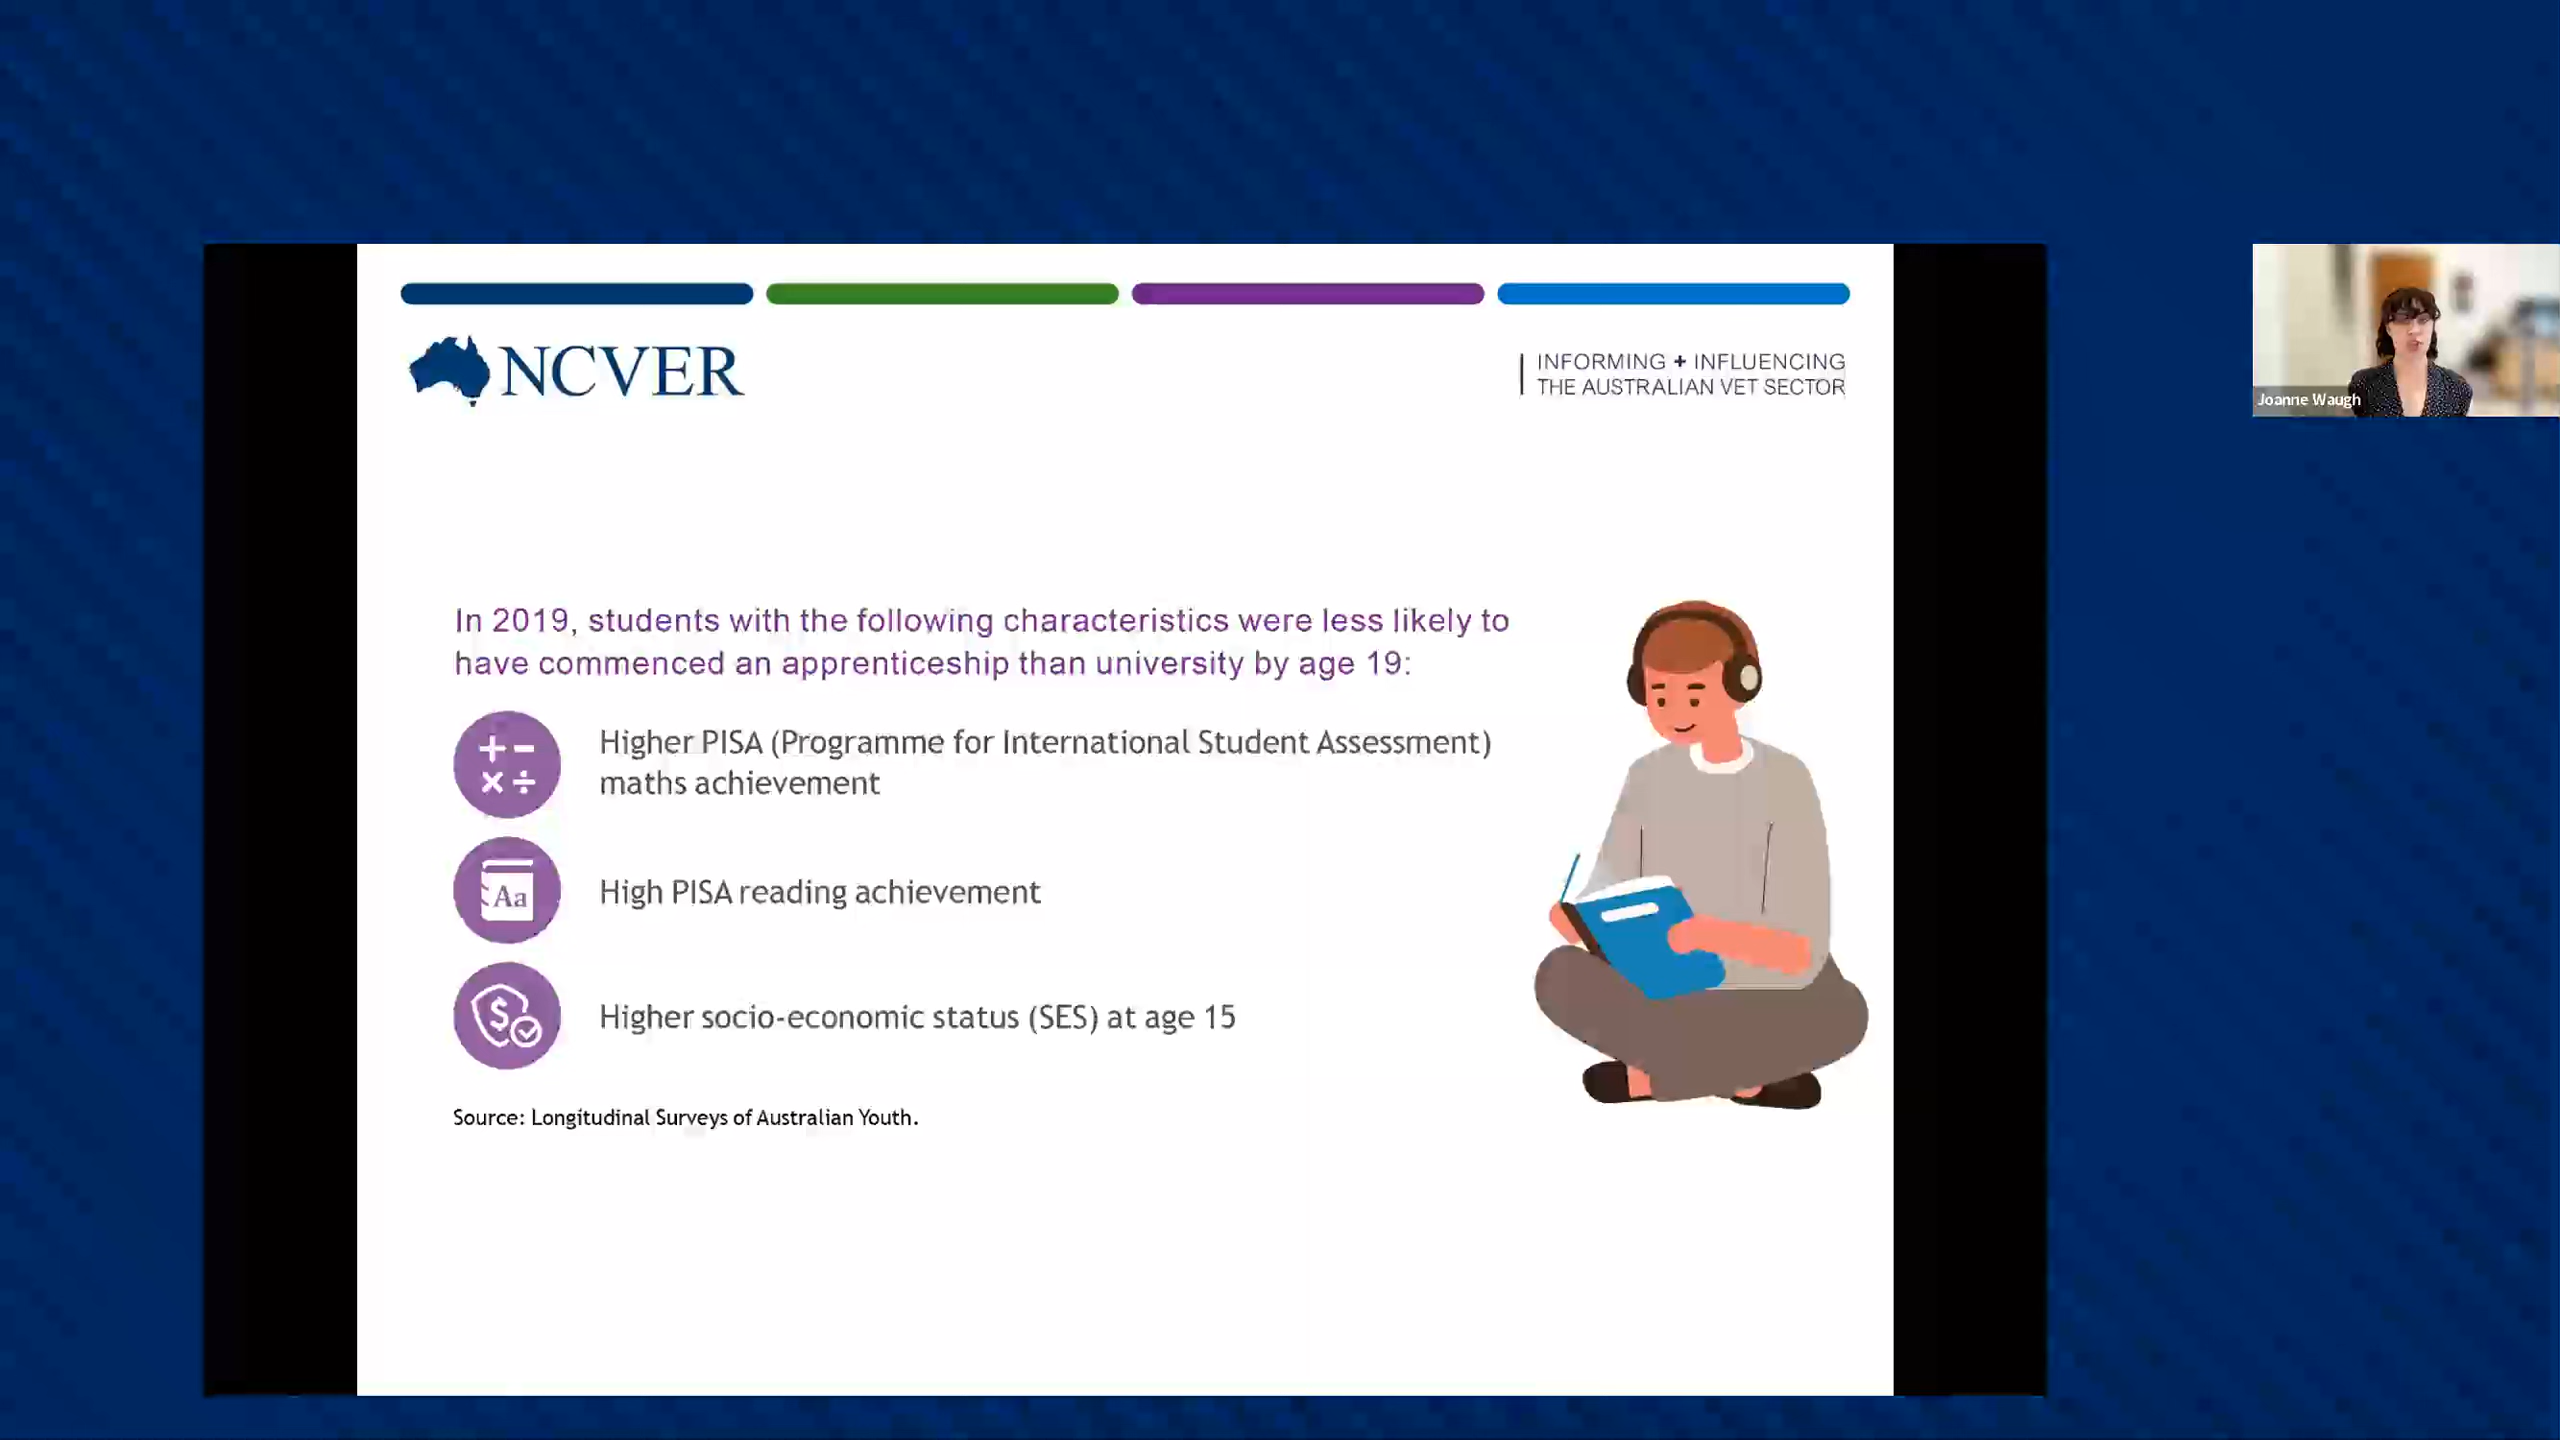 NCVER
INFORMING + INFLUENCING
THE AUSTRALIAN VET SECTOR
Joanne Waugh
In 2019, students with the following characteristics were less likely to
have commenced an apprenticeship than university by age 19:
+ − × ÷
Higher PISA (Programme for International Student Assessment)
maths achievement
Aa
High PISA reading achievement
$
Higher socio-economic status (SES) at age 15
Source: Longitudinal Surveys of Australian Youth.